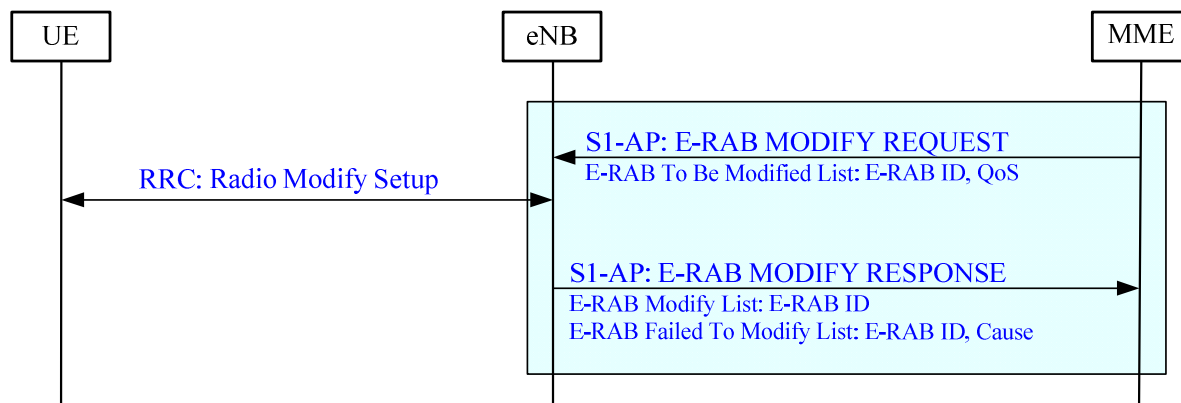 UE
eNB
MME
S1-AP: E-RAB MODIFY REQUEST
E-RAB To Be Modified List: E-RAB ID, QoS
RRC: Radio Modify Setup
S1-AP: E-RAB MODIFY RESPONSE
E-RAB Modify List: E-RAB ID
E-RAB Failed To Modify List: E-RAB ID, Cause